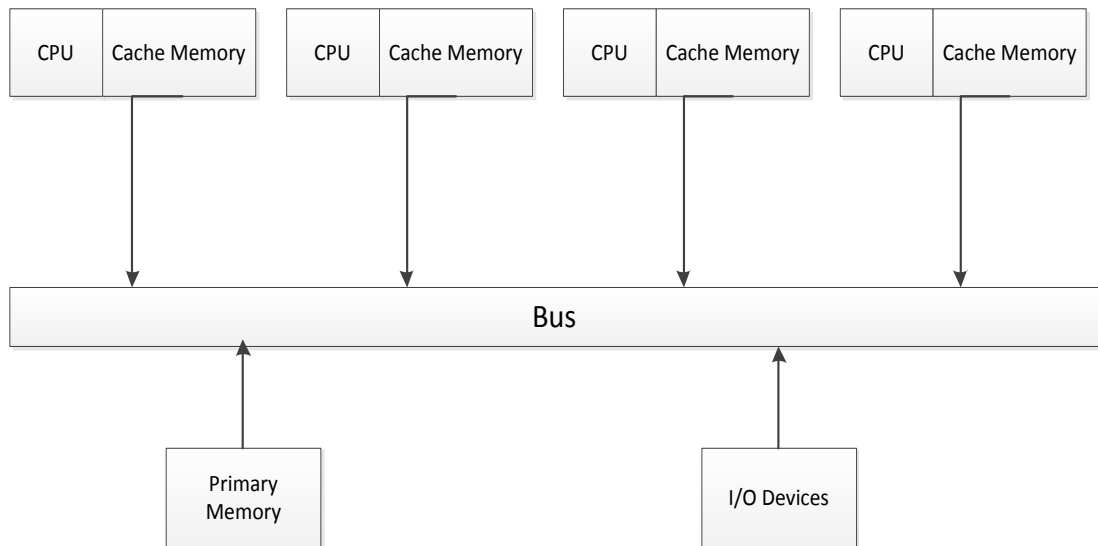 CPU
Cache Memory
CPU
Cache Memory
CPU
Cache Memory
CPU
Cache Memory
Bus
Primary
Memory
I/O Devices